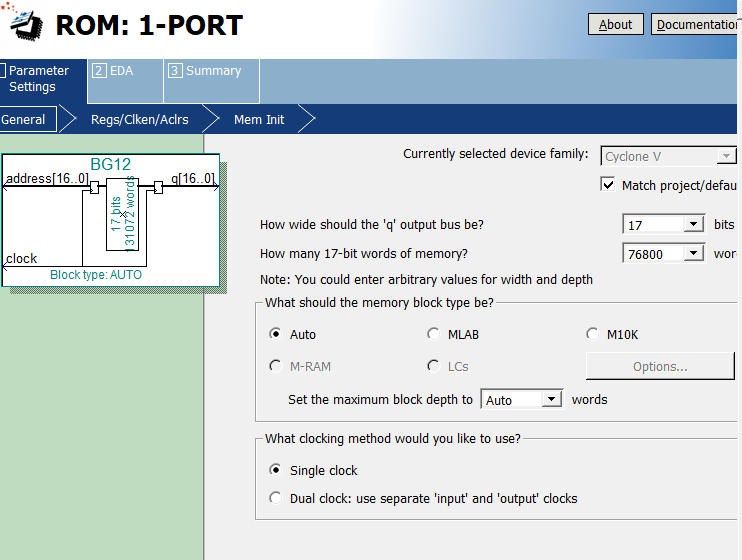 ROM: 1-PORT
About
Documentation
1 Parameter Settings
2 EDA
3 Summary
General
Regs/Clken/Aclrs
Mem Init
BG12
address[16..0]
q[16..0]
17 bits
131072 words
clock
Block type: AUTO
Currently selected device family:
Cyclone V
Match project/defau
How wide should the 'q' output bus be?
17
bits
How many 17-bit words of memory?
76800
wor
Note: You could enter arbitrary values for width and depth
What should the memory block type be?
Auto
MLAB
M10K
M-RAM
LCs
Options...
Set the maximum block depth to
Auto
words
What clocking method would you like to use?
Single clock
Dual clock: use separate 'input' and 'output' clocks